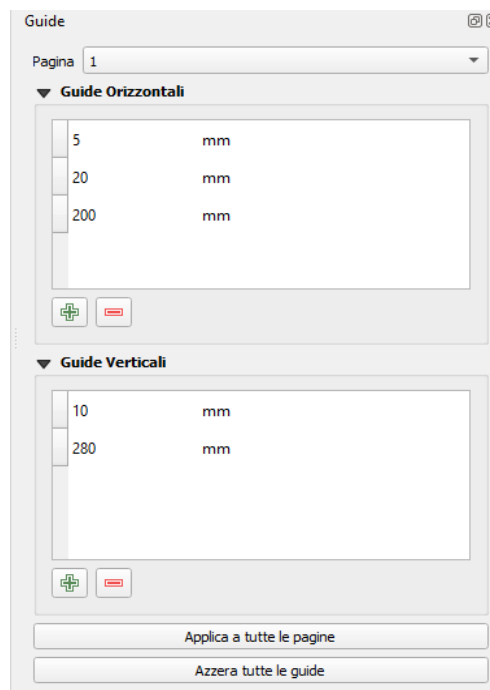 Guide
Pagina 1
Guide Orizzontali
5 mm
20 mm
200 mm
Guide Verticali
10 mm
280 mm
Applica a tutte le pagine
Azzera tutte le guide